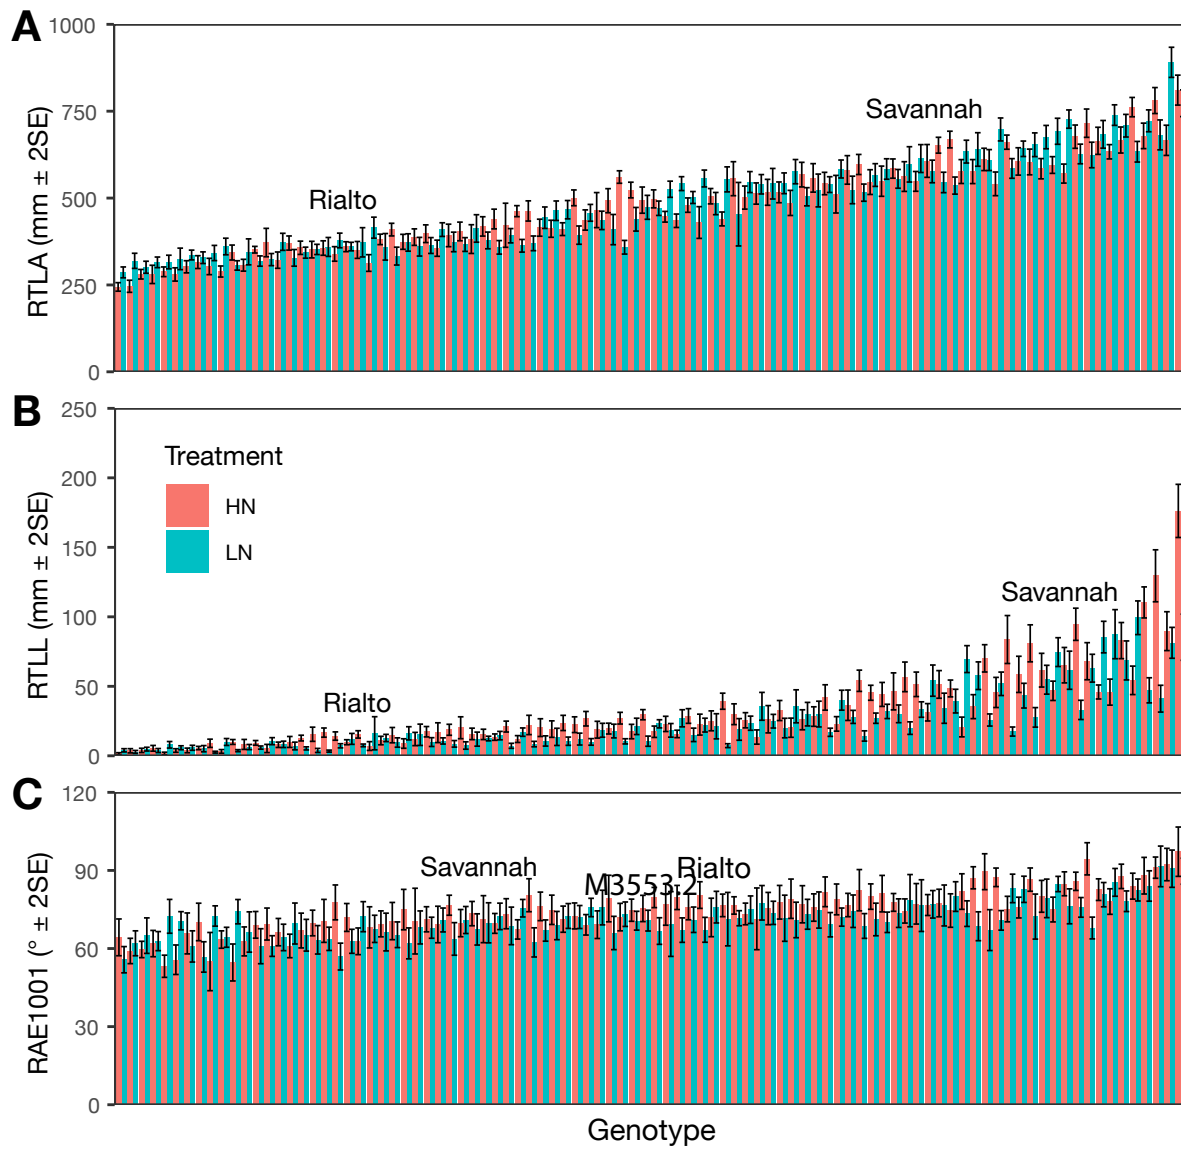 A
RTLA (mm ± 2SE)
1000
750
500
250
0
Rialto
Savannah
B
RTLL (mm ± 2SE)
250
200
150
100
50
0
Treatment
HN
LN
Rialto
Savannah
C
RAE1001 (° ± 2SE)
120
90
60
30
0
Savannah
M3553.2
Rialto
Genotype